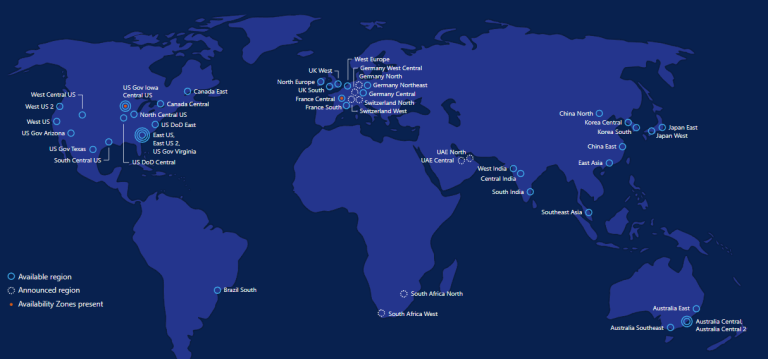 West Central US
West US 2
West US
US Gov Arizona
US Gov Texas
South Central US
US Gov Iowa
Central US
Canada East
Canada Central
North Central US
US DoD East
East US,
East US 2,
US Gov Virginia
US DoD Central
Brazil South
West Europe
UK West
Germany West Central
Germany North
North Europe
Germany Northeast
UK South
Germany Central
France Central
Switzerland North
France South
Switzerland West
UAE North
UAE Central
South Africa North
South Africa West
West India
Central India
South India
China North
Korea Central
Korea South
Japan East
Japan West
China East
East Asia
Southeast Asia
Australia East
Australia Central,
Australia Central 2
Australia Southeast
Available region
Announced region
Availability Zones present